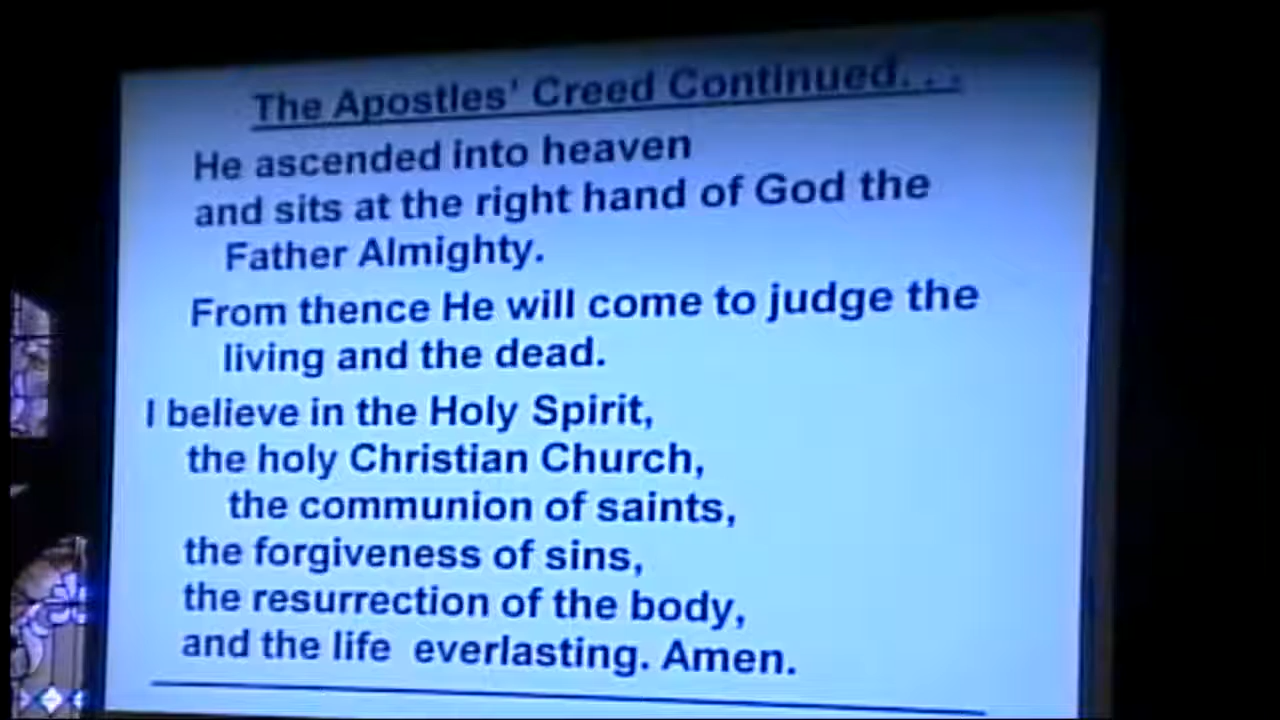 The Apostles' Creed Continued. . .
He ascended into heaven
and sits at the right hand of God the
Father Almighty.
From thence He will come to judge the
living and the dead.
I believe in the Holy Spirit,
the holy Christian Church,
the communion of saints,
the forgiveness of sins,
the resurrection of the body,
and the life everlasting. Amen.